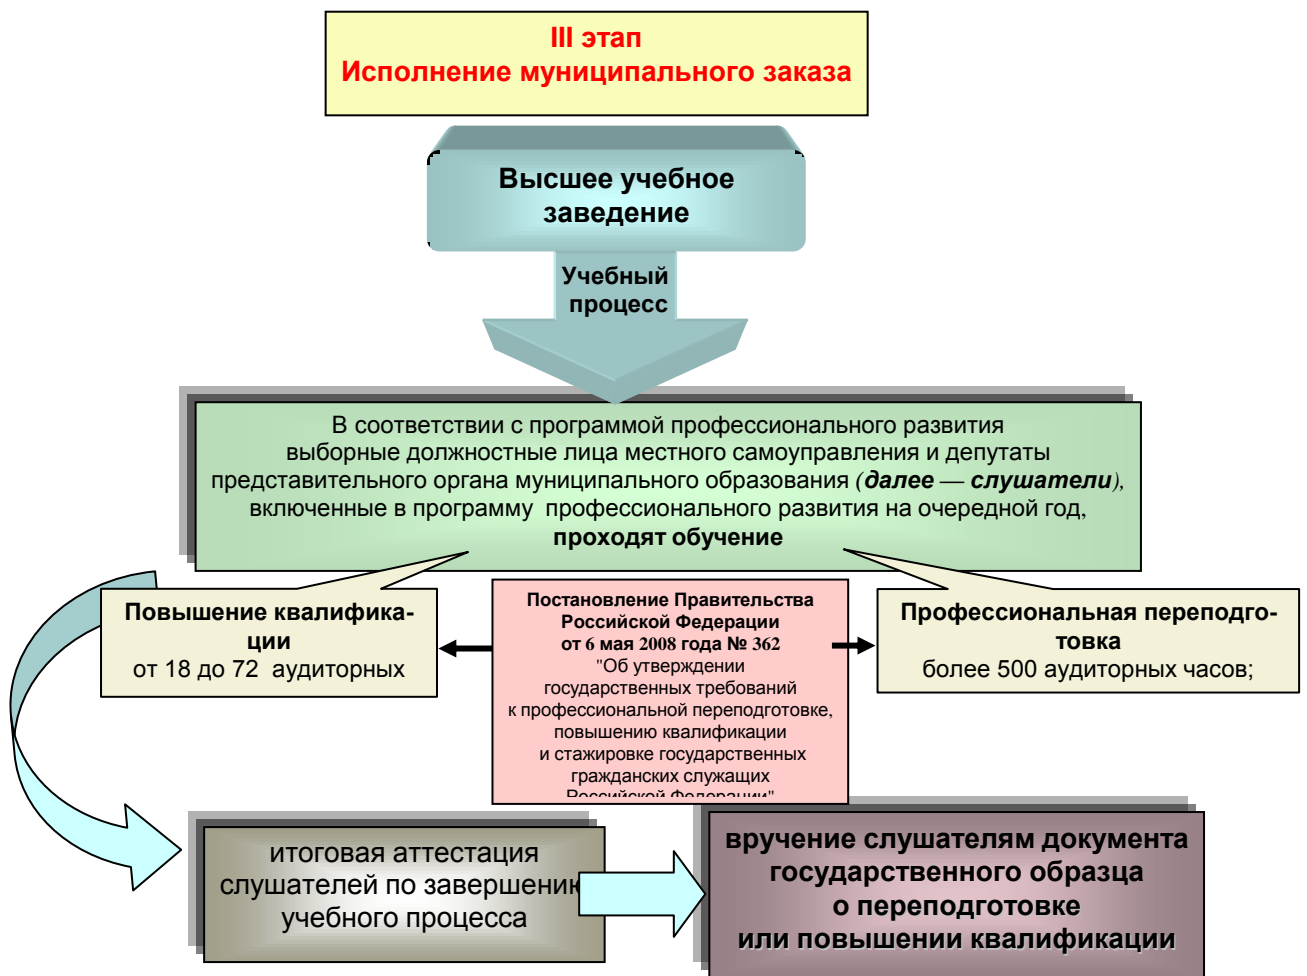 III этап
Исполнение муниципального заказа
Высшее учебное
заведение
Учебный
процесс
В соответствии с программой профессионального развития
выборные должностные лица местного самоуправления и депутаты
представительного органа муниципального образования (далее — слушатели),
включенные в программу профессионального развития на очередной год,
проходят обучение
Повышение квалифика-
ции
от 18 до 72 аудиторных
Постановление Правительства
Российской Федерации
от 6 мая 2008 года № 362
"Об утверждении
государственных требований
к профессиональной переподготовке,
повышению квалификации
и стажировке государственных
гражданских служащих
Российской Федерации"
Профессиональная переподго-
товка
более 500 аудиторных часов;
итоговая аттестация
слушателей по завершению
учебного процесса
вручение слушателям документа
государственного образца
о переподготовке
или повышении квалификации